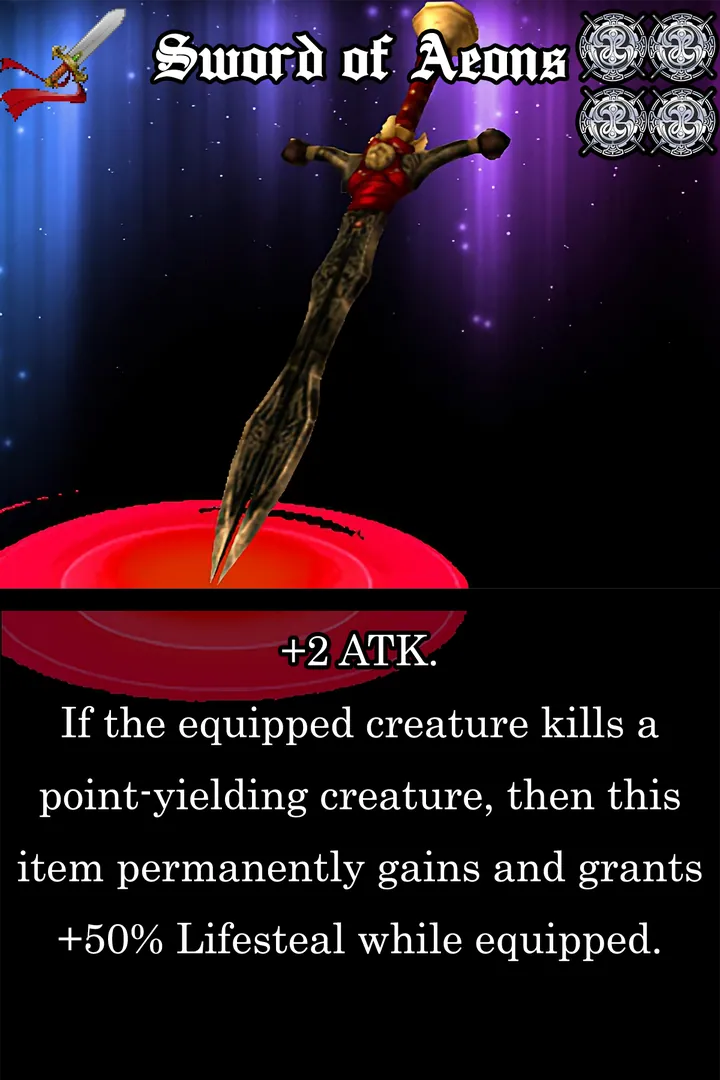 Sword of Aeons
+2 ATK.
If the equipped creature kills a
point-yielding creature, then this
item permanently gains and grants
+50% Lifesteal while equipped.